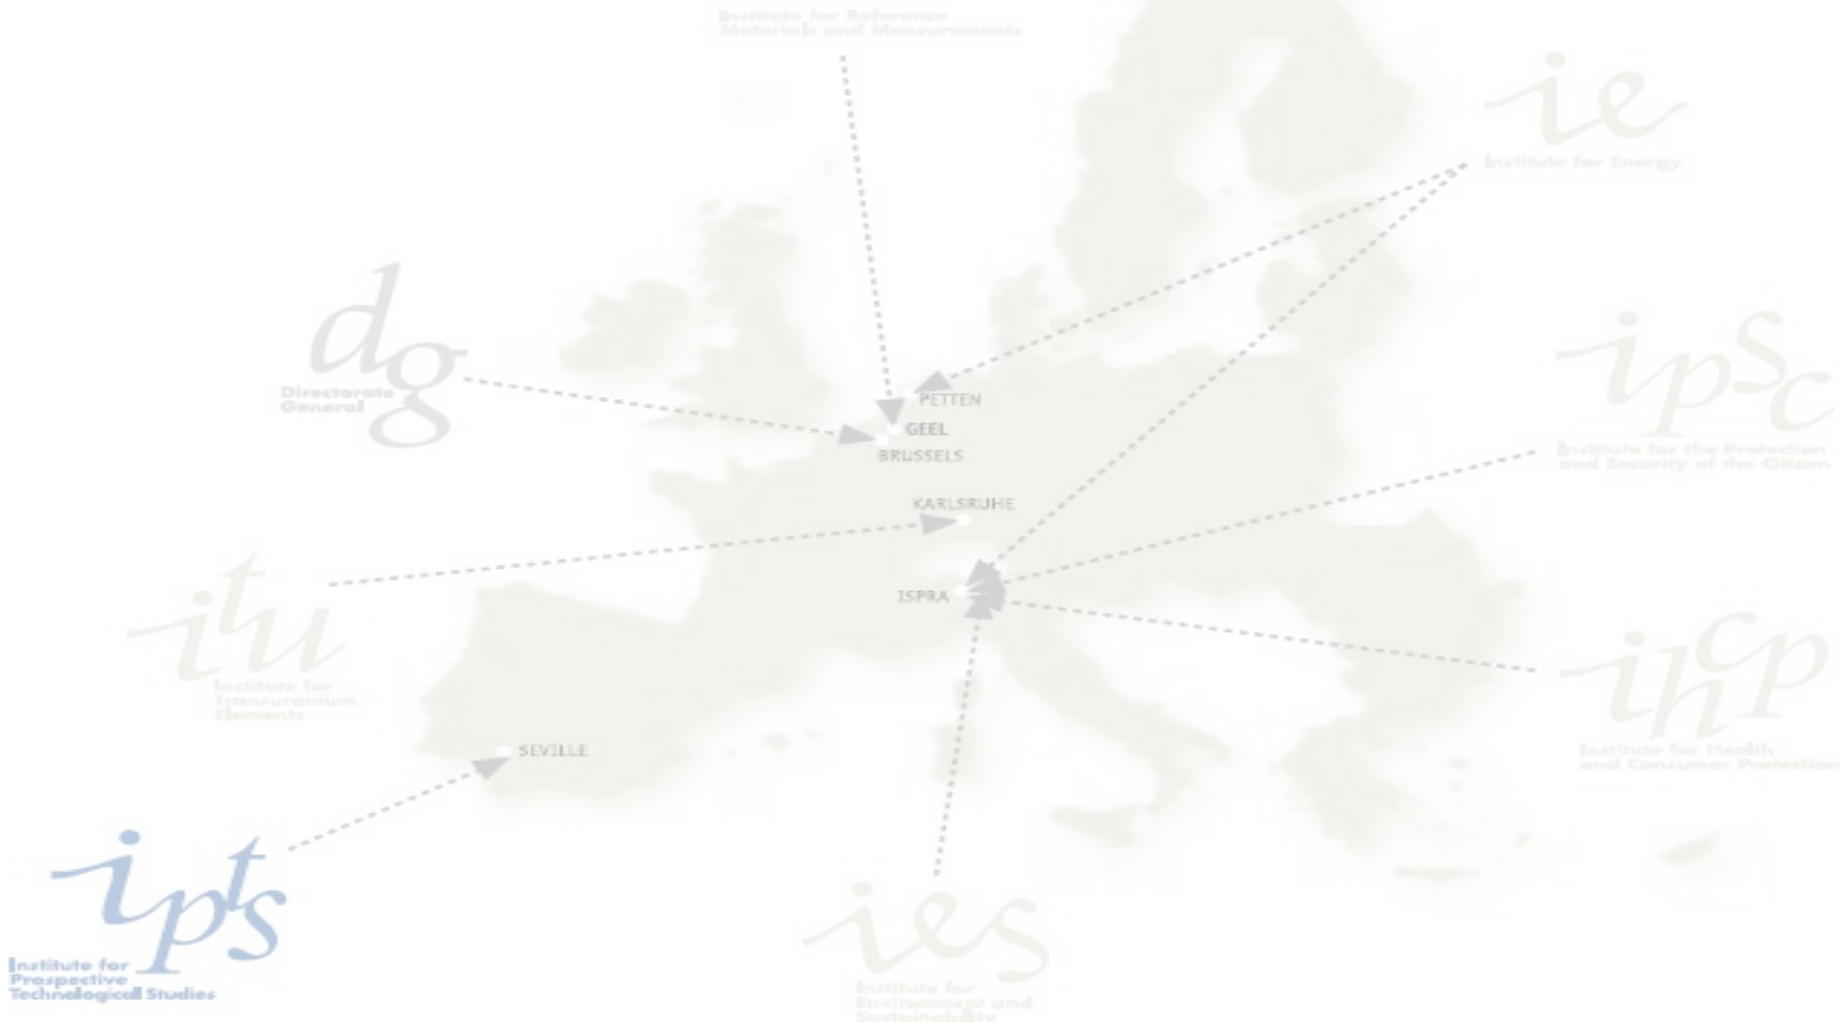 Institute for Reference
Materials and Measurements
ie
Institute for Energy
dg
Directorate
General
ipsc
Institute for the Protection
and Security of the Citizen
PETTEN
GEEL
BRUSSELS
KARLSRUHE
ISPRA
itu
Institute for
Transuranium
Elements
ihcp
Institute for Health
and Consumer Protection
SEVILLE
ipts
Institute for
Prospective
Technological Studies
ies
Institute for
Environment and
Sustainability